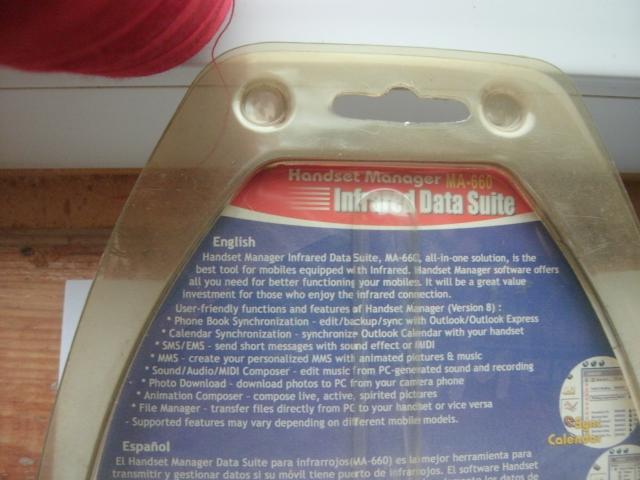 Handset Manager MA-660
Infrared Data Suite
English
Handset Manager Infrared Data Suite, MA-660, all-in-one solution, is the
best tool for mobiles equipped with Infrared. Handset Manager software offers
all you need for better functioning your mobiles. It will be a great value
investment for those who enjoy the infrared connection.
User-friendly functions and features of Handset Manager (Version 8) :
* Phone Book Synchronization - edit/backup/sync with Outlook/Outlook Express
* Calendar Synchronization - synchronize Outlook Calendar with your handset
* SMS/EMS - send short messages with sound effect or MIDI
* MMS - create your personalized MMS with animated pictures & music
* Sound/Audio/MIDI Composer - edit music from PC-generated sound and recording
* Photo Download - download photos to PC from your camera phone
* Animation Composer - compose live, active, spirited pictures
* File Manager - transfer files directly from PC to your handset or vice versa
- Supported features may vary depending on different mobile models.
Calendar
Español
El Handset Manager Data Suite para infrarrojos(MA-660) es la mejor herramienta para
transmitir y gestionar datos si su móvil tiene puerto de infrarrojos. El software Handset